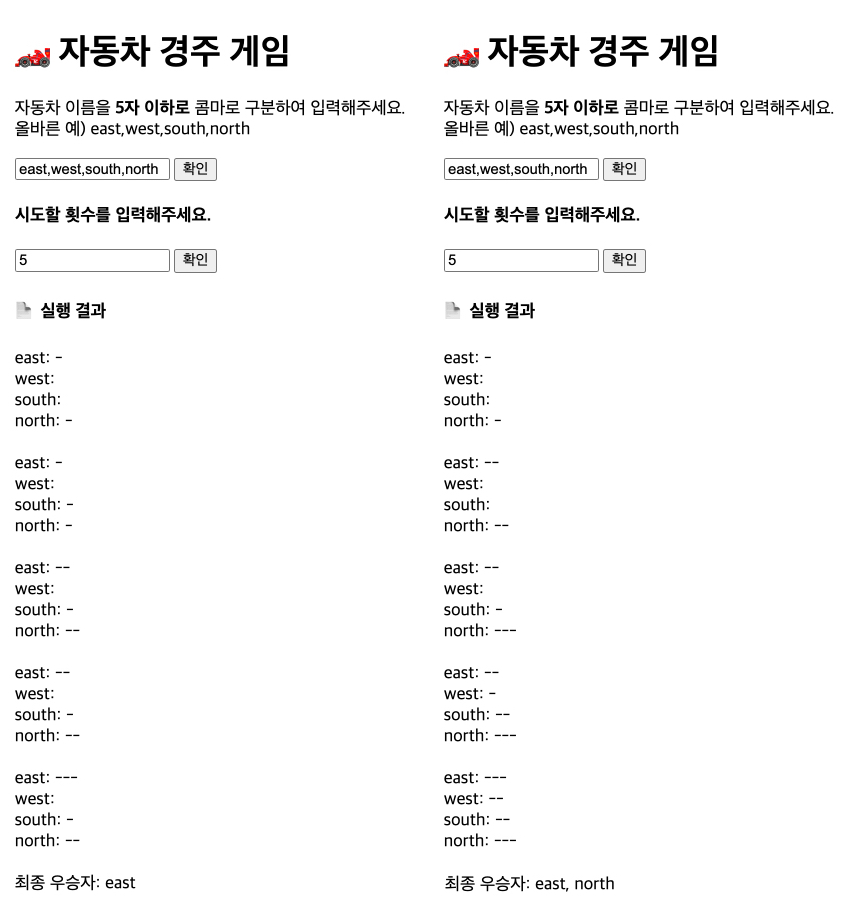 자동차 경주 게임
자동차 이름을 5자 이하로 콤마로 구분하여 입력해주세요.
올바른 예) east,west,south,north
east,west,south,north 확인
시도할 횟수를 입력해주세요.
5 확인
실행 결과
east: -
west:
south:
north: -
east: -
west:
south: -
north: -
east: --
west:
south: -
north: --
east: --
west:
south: -
north: --
east: ---
west:
south: -
north: --
최종 우승자: east
자동차 경주 게임
자동차 이름을 5자 이하로 콤마로 구분하여 입력해주세요.
올바른 예) east,west,south,north
east,west,south,north 확인
시도할 횟수를 입력해주세요.
5 확인
실행 결과
east: -
west:
south:
north: -
east: --
west:
south:
north: --
east: --
west:
south: -
north: ---
east: --
west: -
south: --
north: ---
east: ---
west: --
south: --
north: ---
최종 우승자: east, north